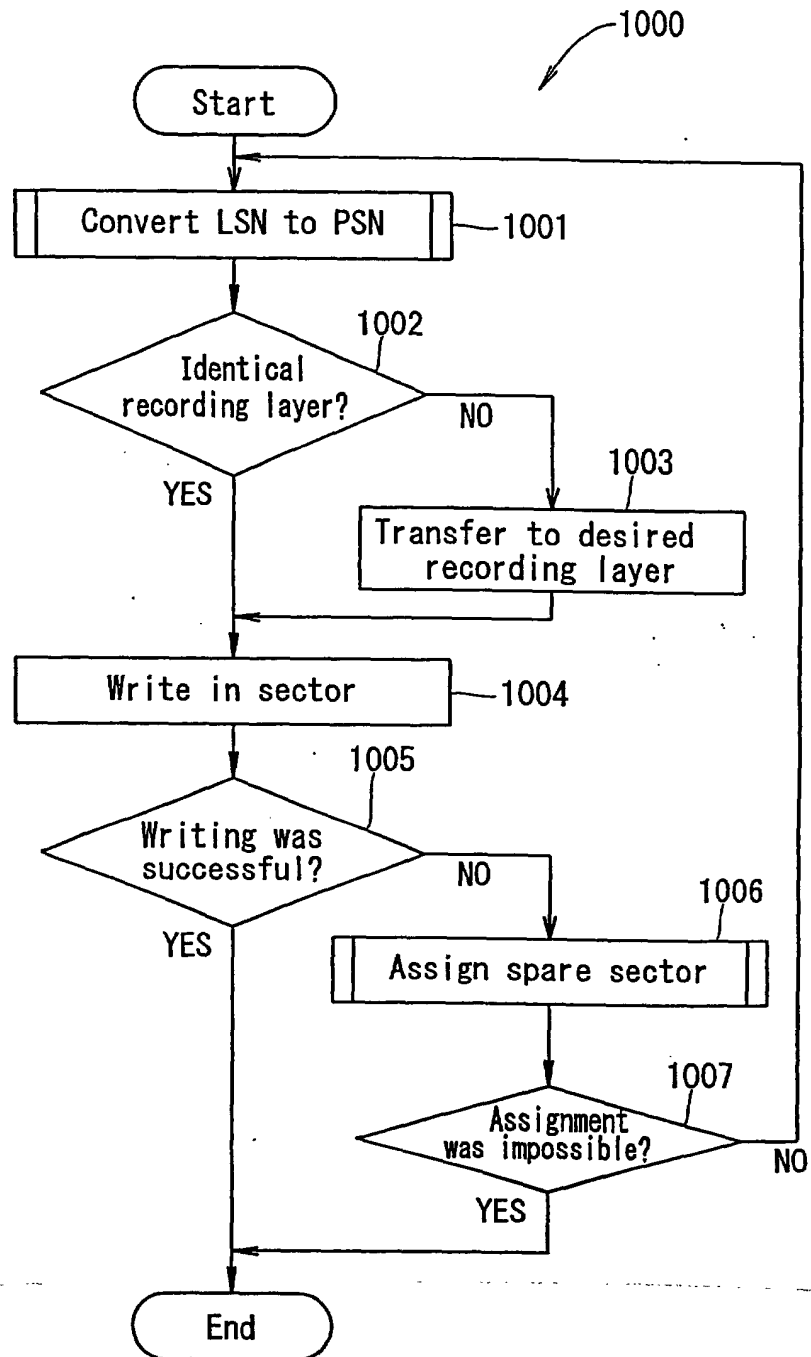 1000
Start
Convert LSN to PSN
1001
1002
Identical
recording layer?
NO
YES
1003
Transfer to desired
recording layer
Write in sector
1004
1005
Writing was
successful?
NO
YES
1006
Assign spare sector
1007
Assignment
was impossible?
NO
YES
End